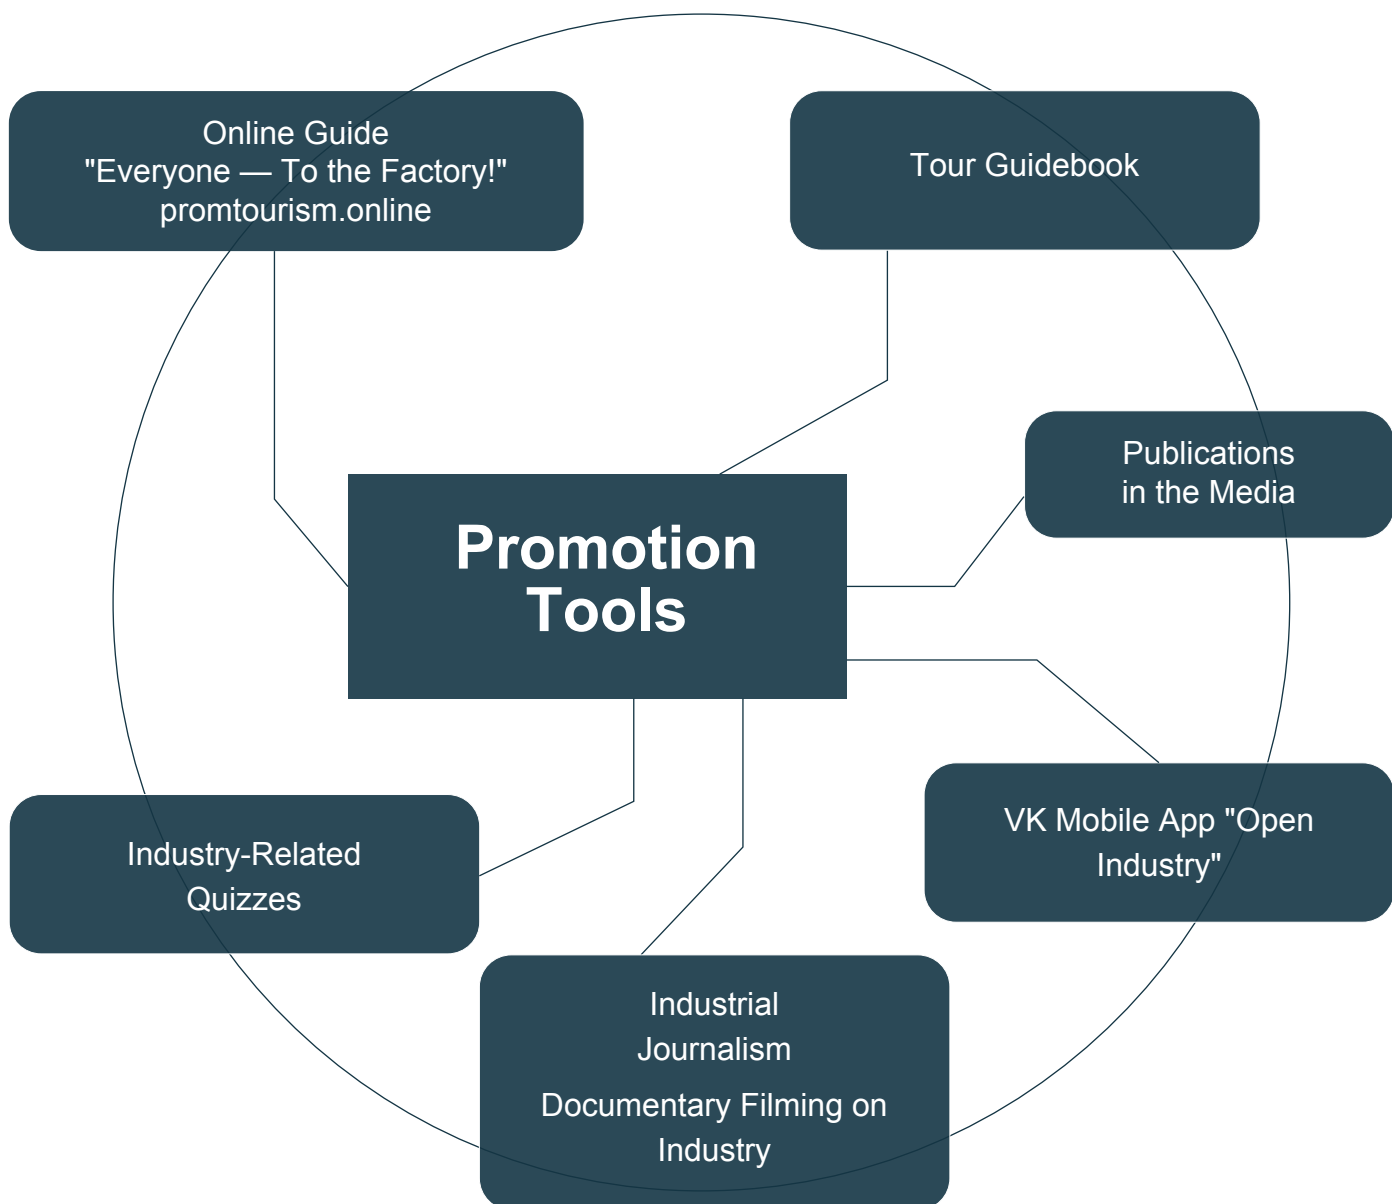 Online Guide
"Everyone — To the Factory!"
promtourism.online
Tour Guidebook
Publications
in the Media
Promotion
Tools
VK Mobile App "Open
Industry"
Industry-Related
Quizzes
Industrial
Journalism
Documentary Filming on
Industry